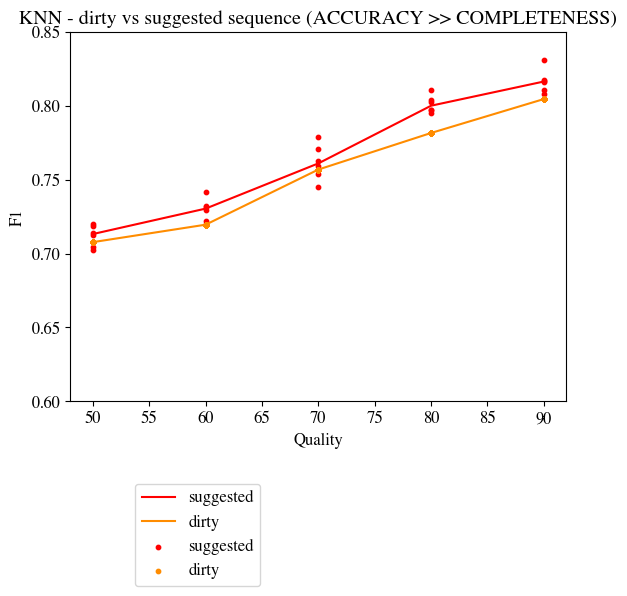 KNN - dirty vs suggested sequence (ACCURACY >> COMPLETENESS)
0.85
0.80
0.75
0.70
0.65
0.60
F1
50 55 60 65 70 75 80 85 90
Quality
suggested
dirty
suggested
dirty